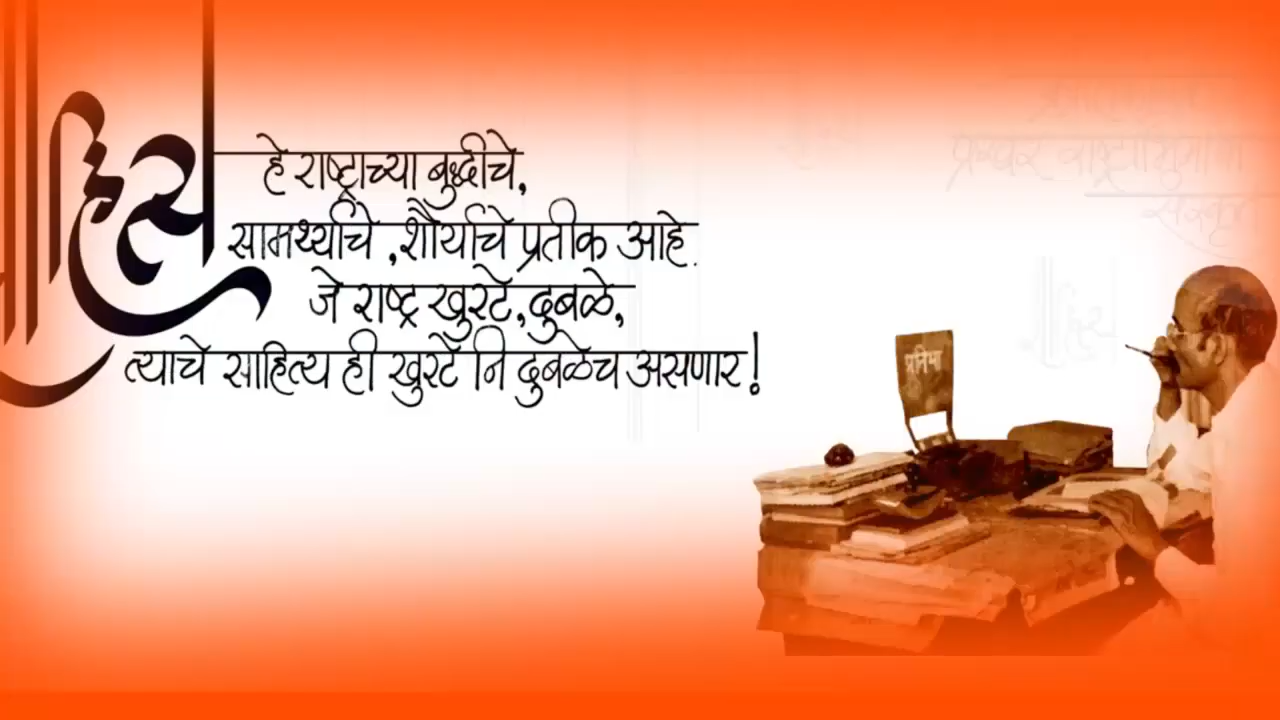 साहित्य
हे राष्ट्राच्या बुद्धीचे,
सामर्थ्याचे ,शौर्याचे प्रतीक आहे.
जे राष्ट्र खुरटे,दुबळे,
त्याचे साहित्य ही खुरटे नि दुबळेच असणार!
प्रतिभा